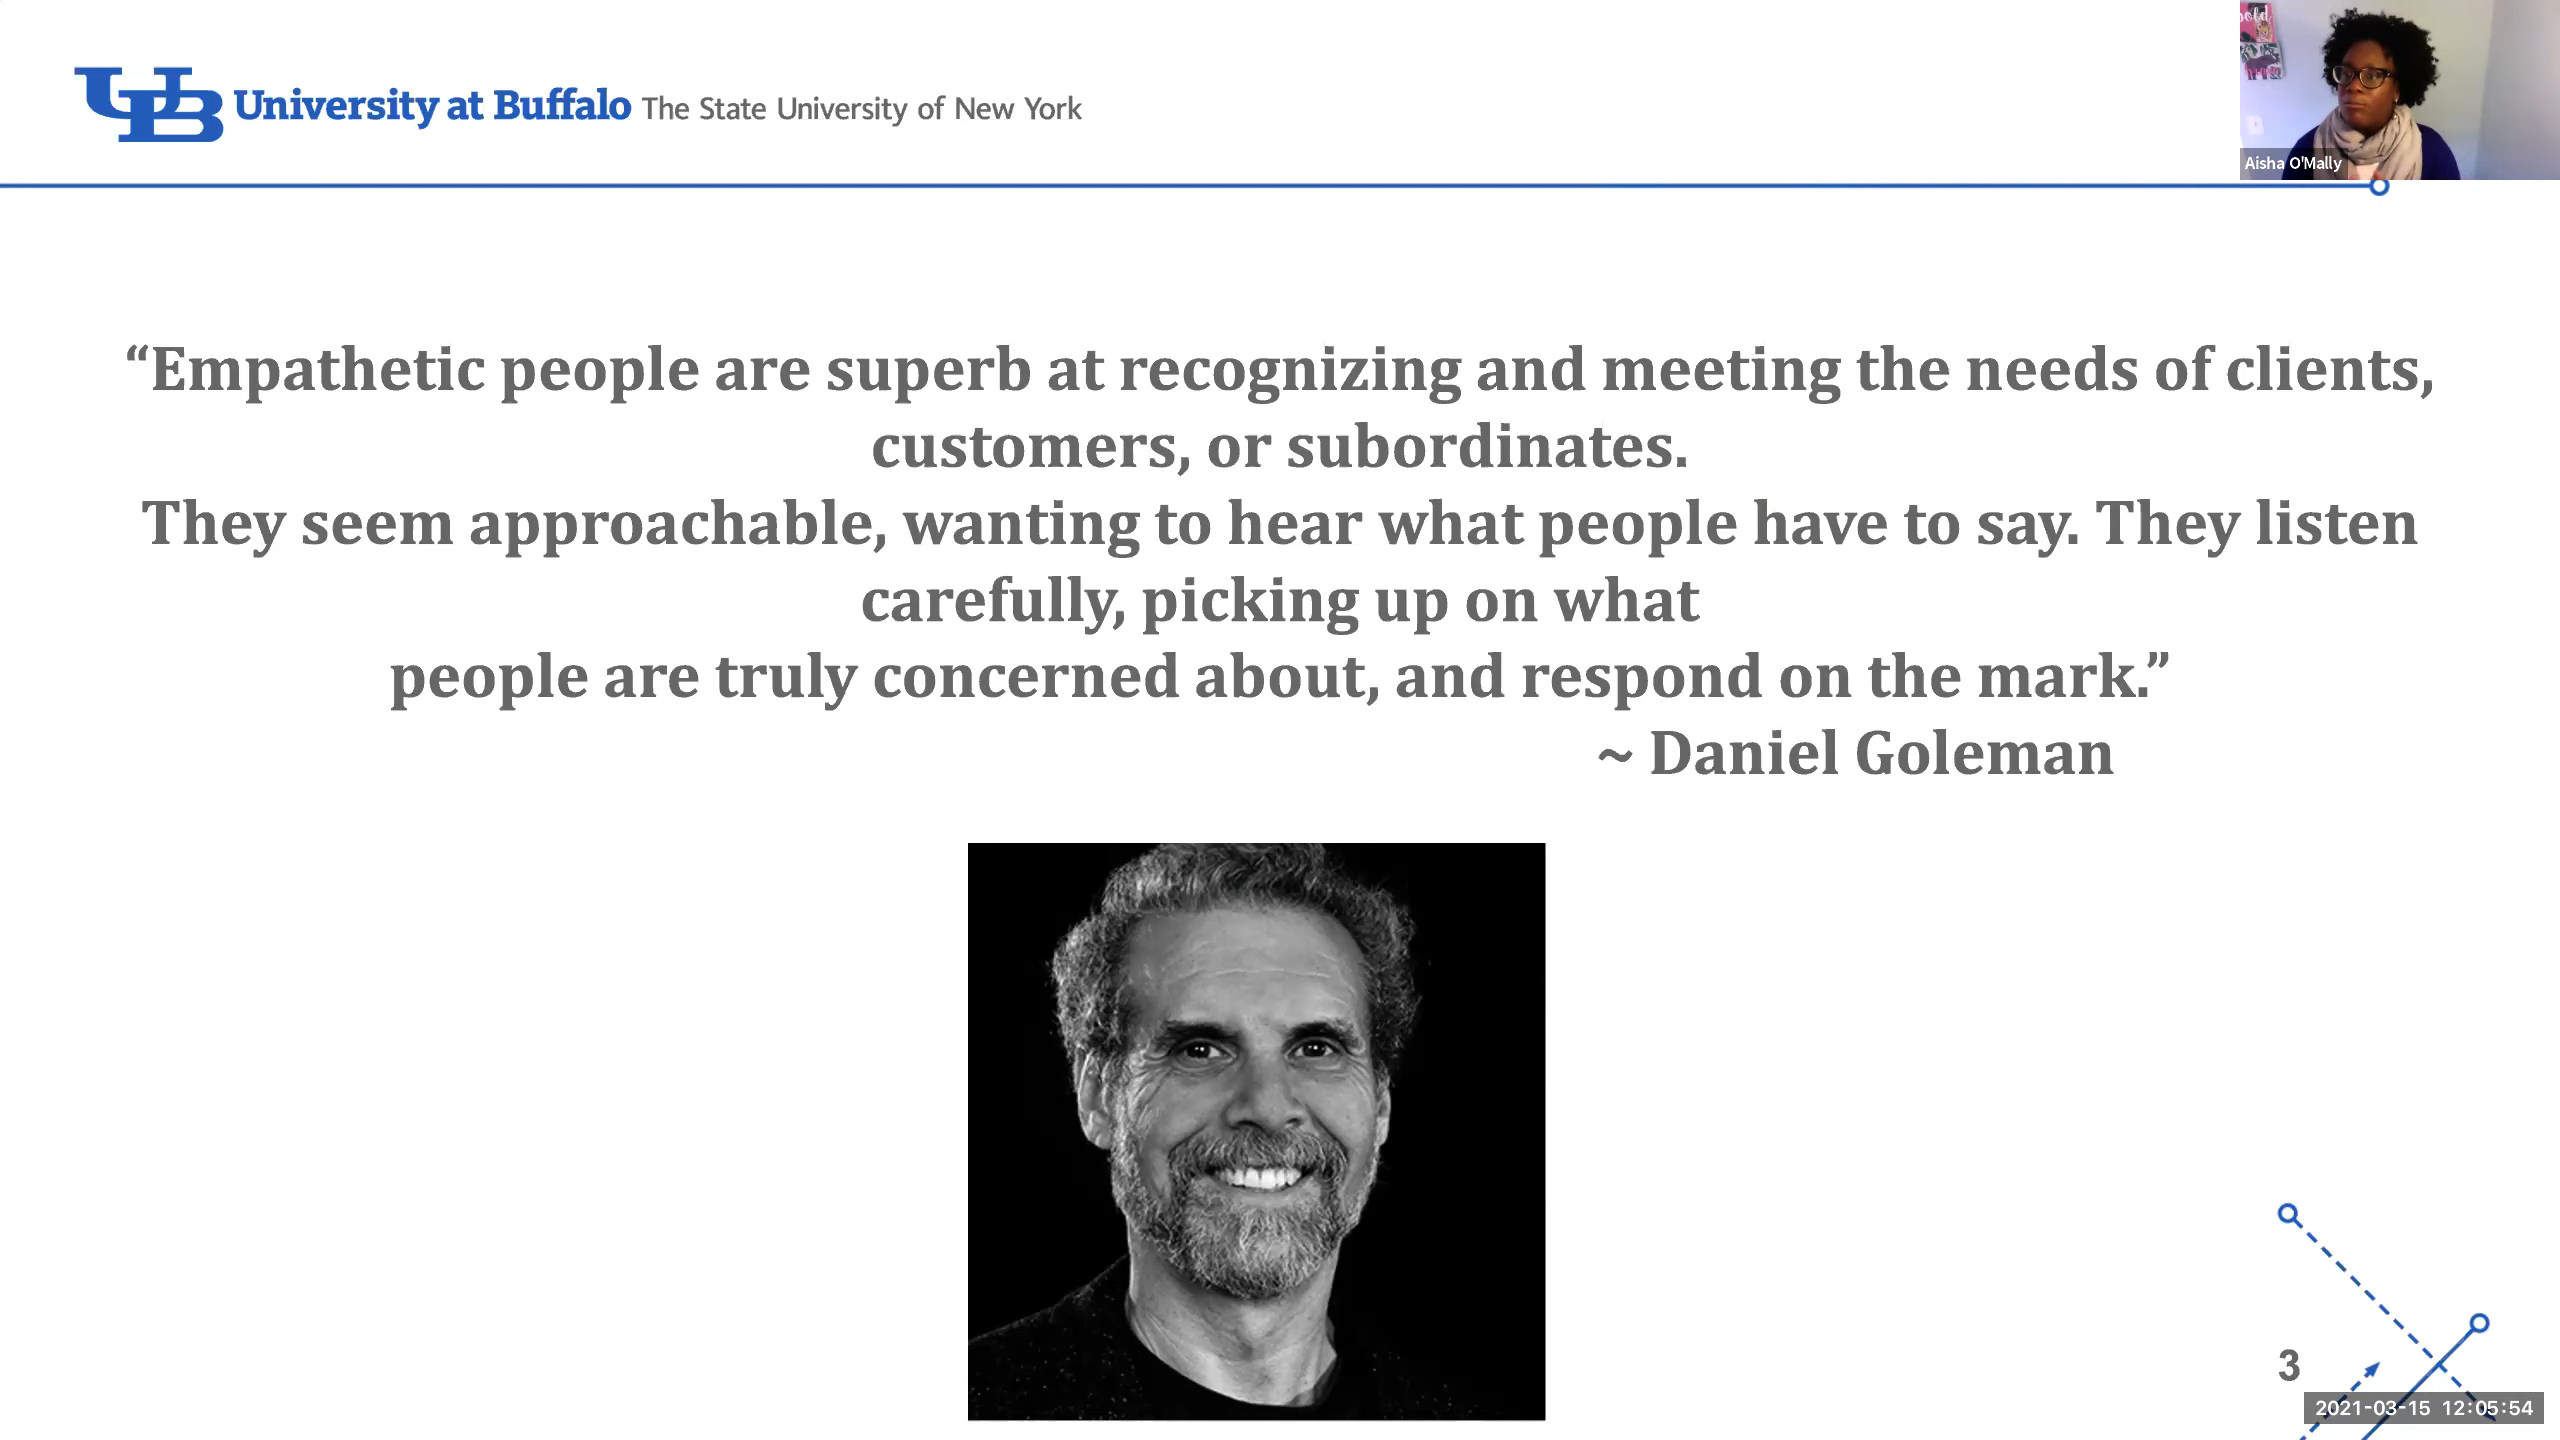 UB University at Buffalo The State University of New York
bold
Aisha O'Mally
“Empathetic people are superb at recognizing and meeting the needs of clients,
customers, or subordinates.
They seem approachable, wanting to hear what people have to say. They listen
carefully, picking up on what
people are truly concerned about, and respond on the mark.”
~ Daniel Goleman
3
2021-03-15 12:05:54